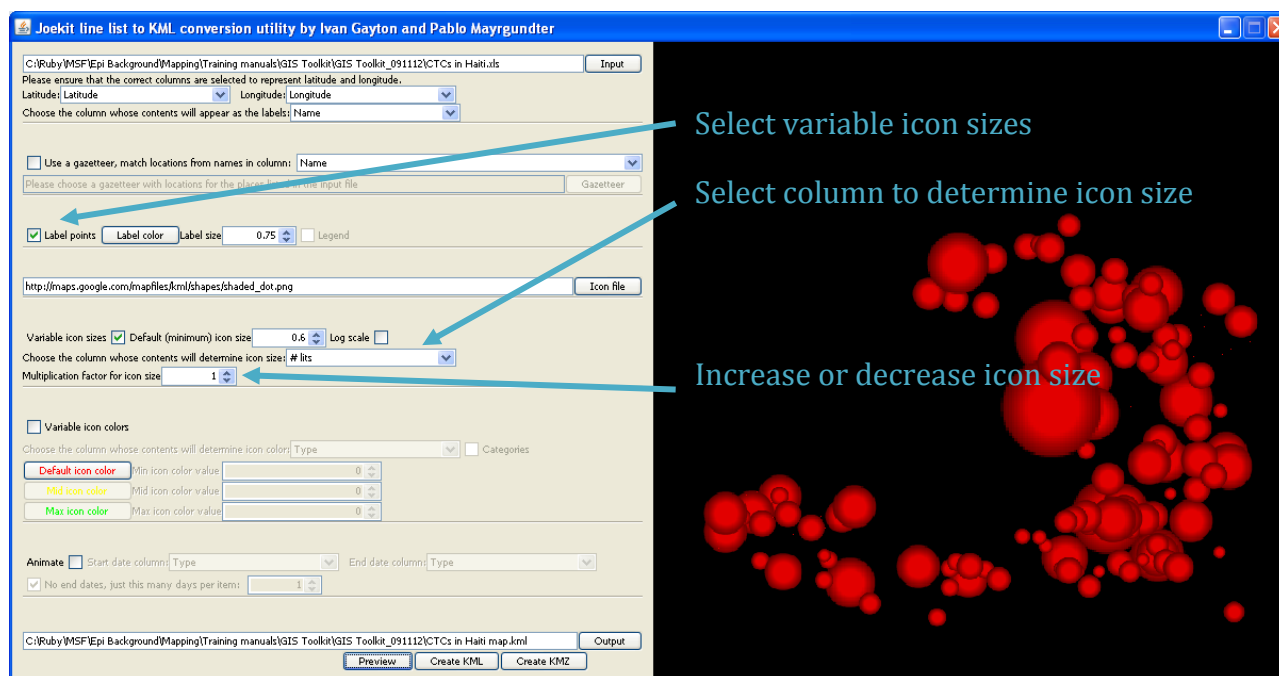 Joekit line list to KML conversion utility by Ivan Gayton and Pablo Mayrgundter
C:\Ruby\MSF\Epi Background\Mapping\Training manuals\GIS Toolkit\GIS Toolkit_091112\CTCs in Haiti.xls Input
Please ensure that the correct columns are selected to represent latitude and longitude.
Latitude: Latitude Longitude: Longitude
Choose the column whose contents will appear as the labels: Name
Select variable icon sizes
Use a gazetteer, match locations from names in column: Name
Please choose a gazetteer with locations for the places listed in the input file Gazetteer
Select column to determine icon size
Label points Label color Label size 0.75 Legend
http://maps.google.com/mapfiles/kml/shapes/shaded_dot.png Icon file
Variable icon sizes Default (minimum) icon size 0.6 Log scale
Choose the column whose contents will determine icon size: # lits
Multiplication factor for icon size 1
Increase or decrease icon size
Variable icon colors
Choose the column whose contents will determine icon color: Type Categories
Default icon color Min icon color value 0
Mid icon color Mid icon color value 0
Max icon color Max icon color value 0
Animate Start date column: Type End date column: Type
No end dates, just this many days per item: 1
C:\Ruby\MSF\Epi Background\Mapping\Training manuals\GIS Toolkit\GIS Toolkit_091112\CTCs in Haiti map.kml Output
Preview Create KML Create KMZ